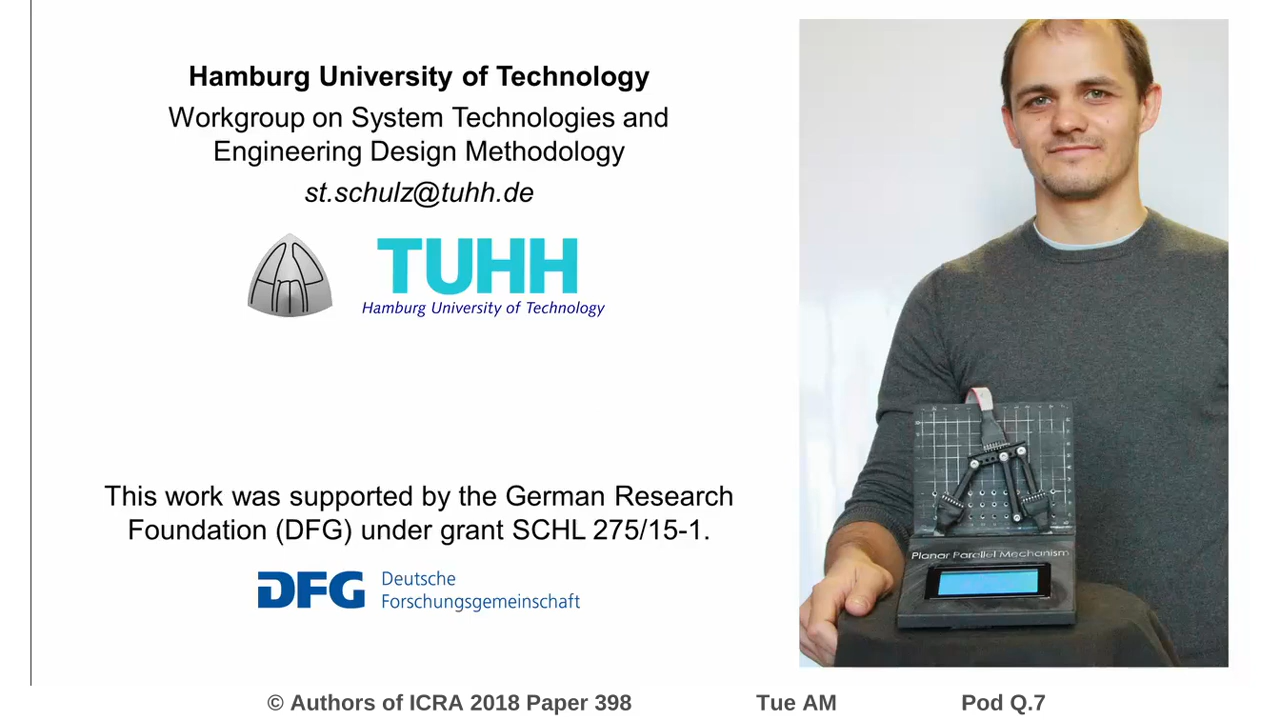 Hamburg University of Technology
Workgroup on System Technologies and
Engineering Design Methodology
st.schulz@tuhh.de
TUHH
Hamburg University of Technology
This work was supported by the German Research
Foundation (DFG) under grant SCHL 275/15-1.
DFG Deutsche
Forschungsgemeinschaft
Planar Parallel Mechanism
© Authors of ICRA 2018 Paper 398 Tue AM Pod Q.7